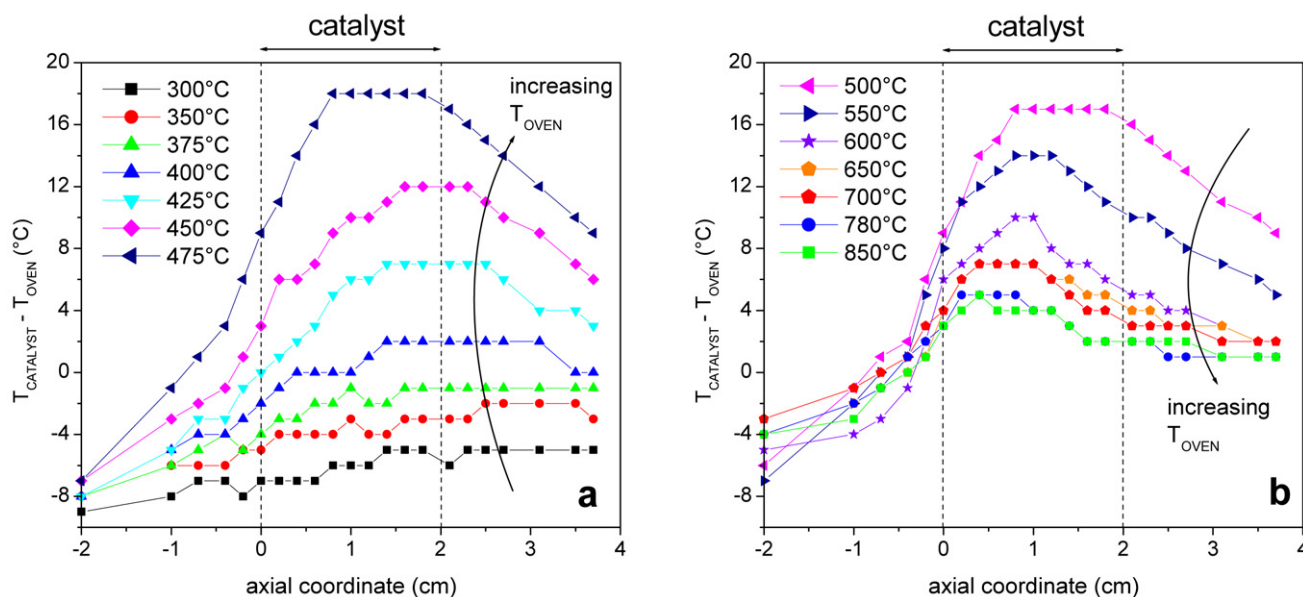 catalyst
20
16
12
8
4
0
-4
-8
T_CATALYST - T_OVEN (°C)
300°C
350°C
375°C
400°C
425°C
450°C
475°C
increasing
T_OVEN
a
-2 -1 0 1 2 3 4
axial coordinate (cm)
catalyst
20
16
12
8
4
0
-4
-8
T_CATALYST - T_OVEN (°C)
500°C
550°C
600°C
650°C
700°C
780°C
850°C
increasing
T_OVEN
b
-2 -1 0 1 2 3 4
axial coordinate (cm)